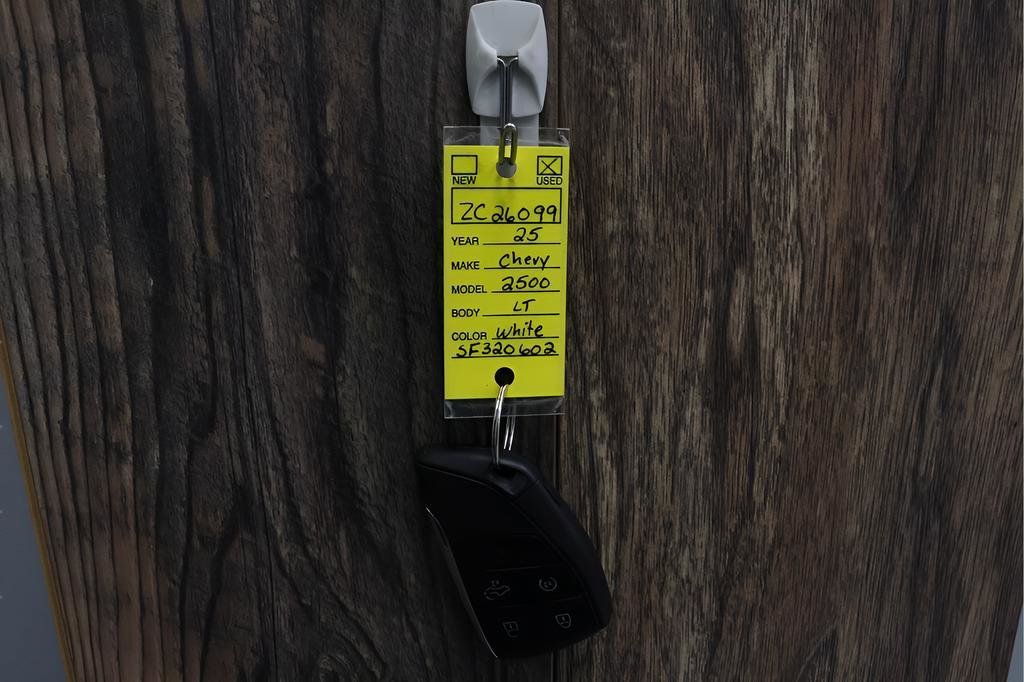 NEW USED
ZC26099
YEAR 25
MAKE Chevy
MODEL 2500
BODY LT
COLOR White
SF320602